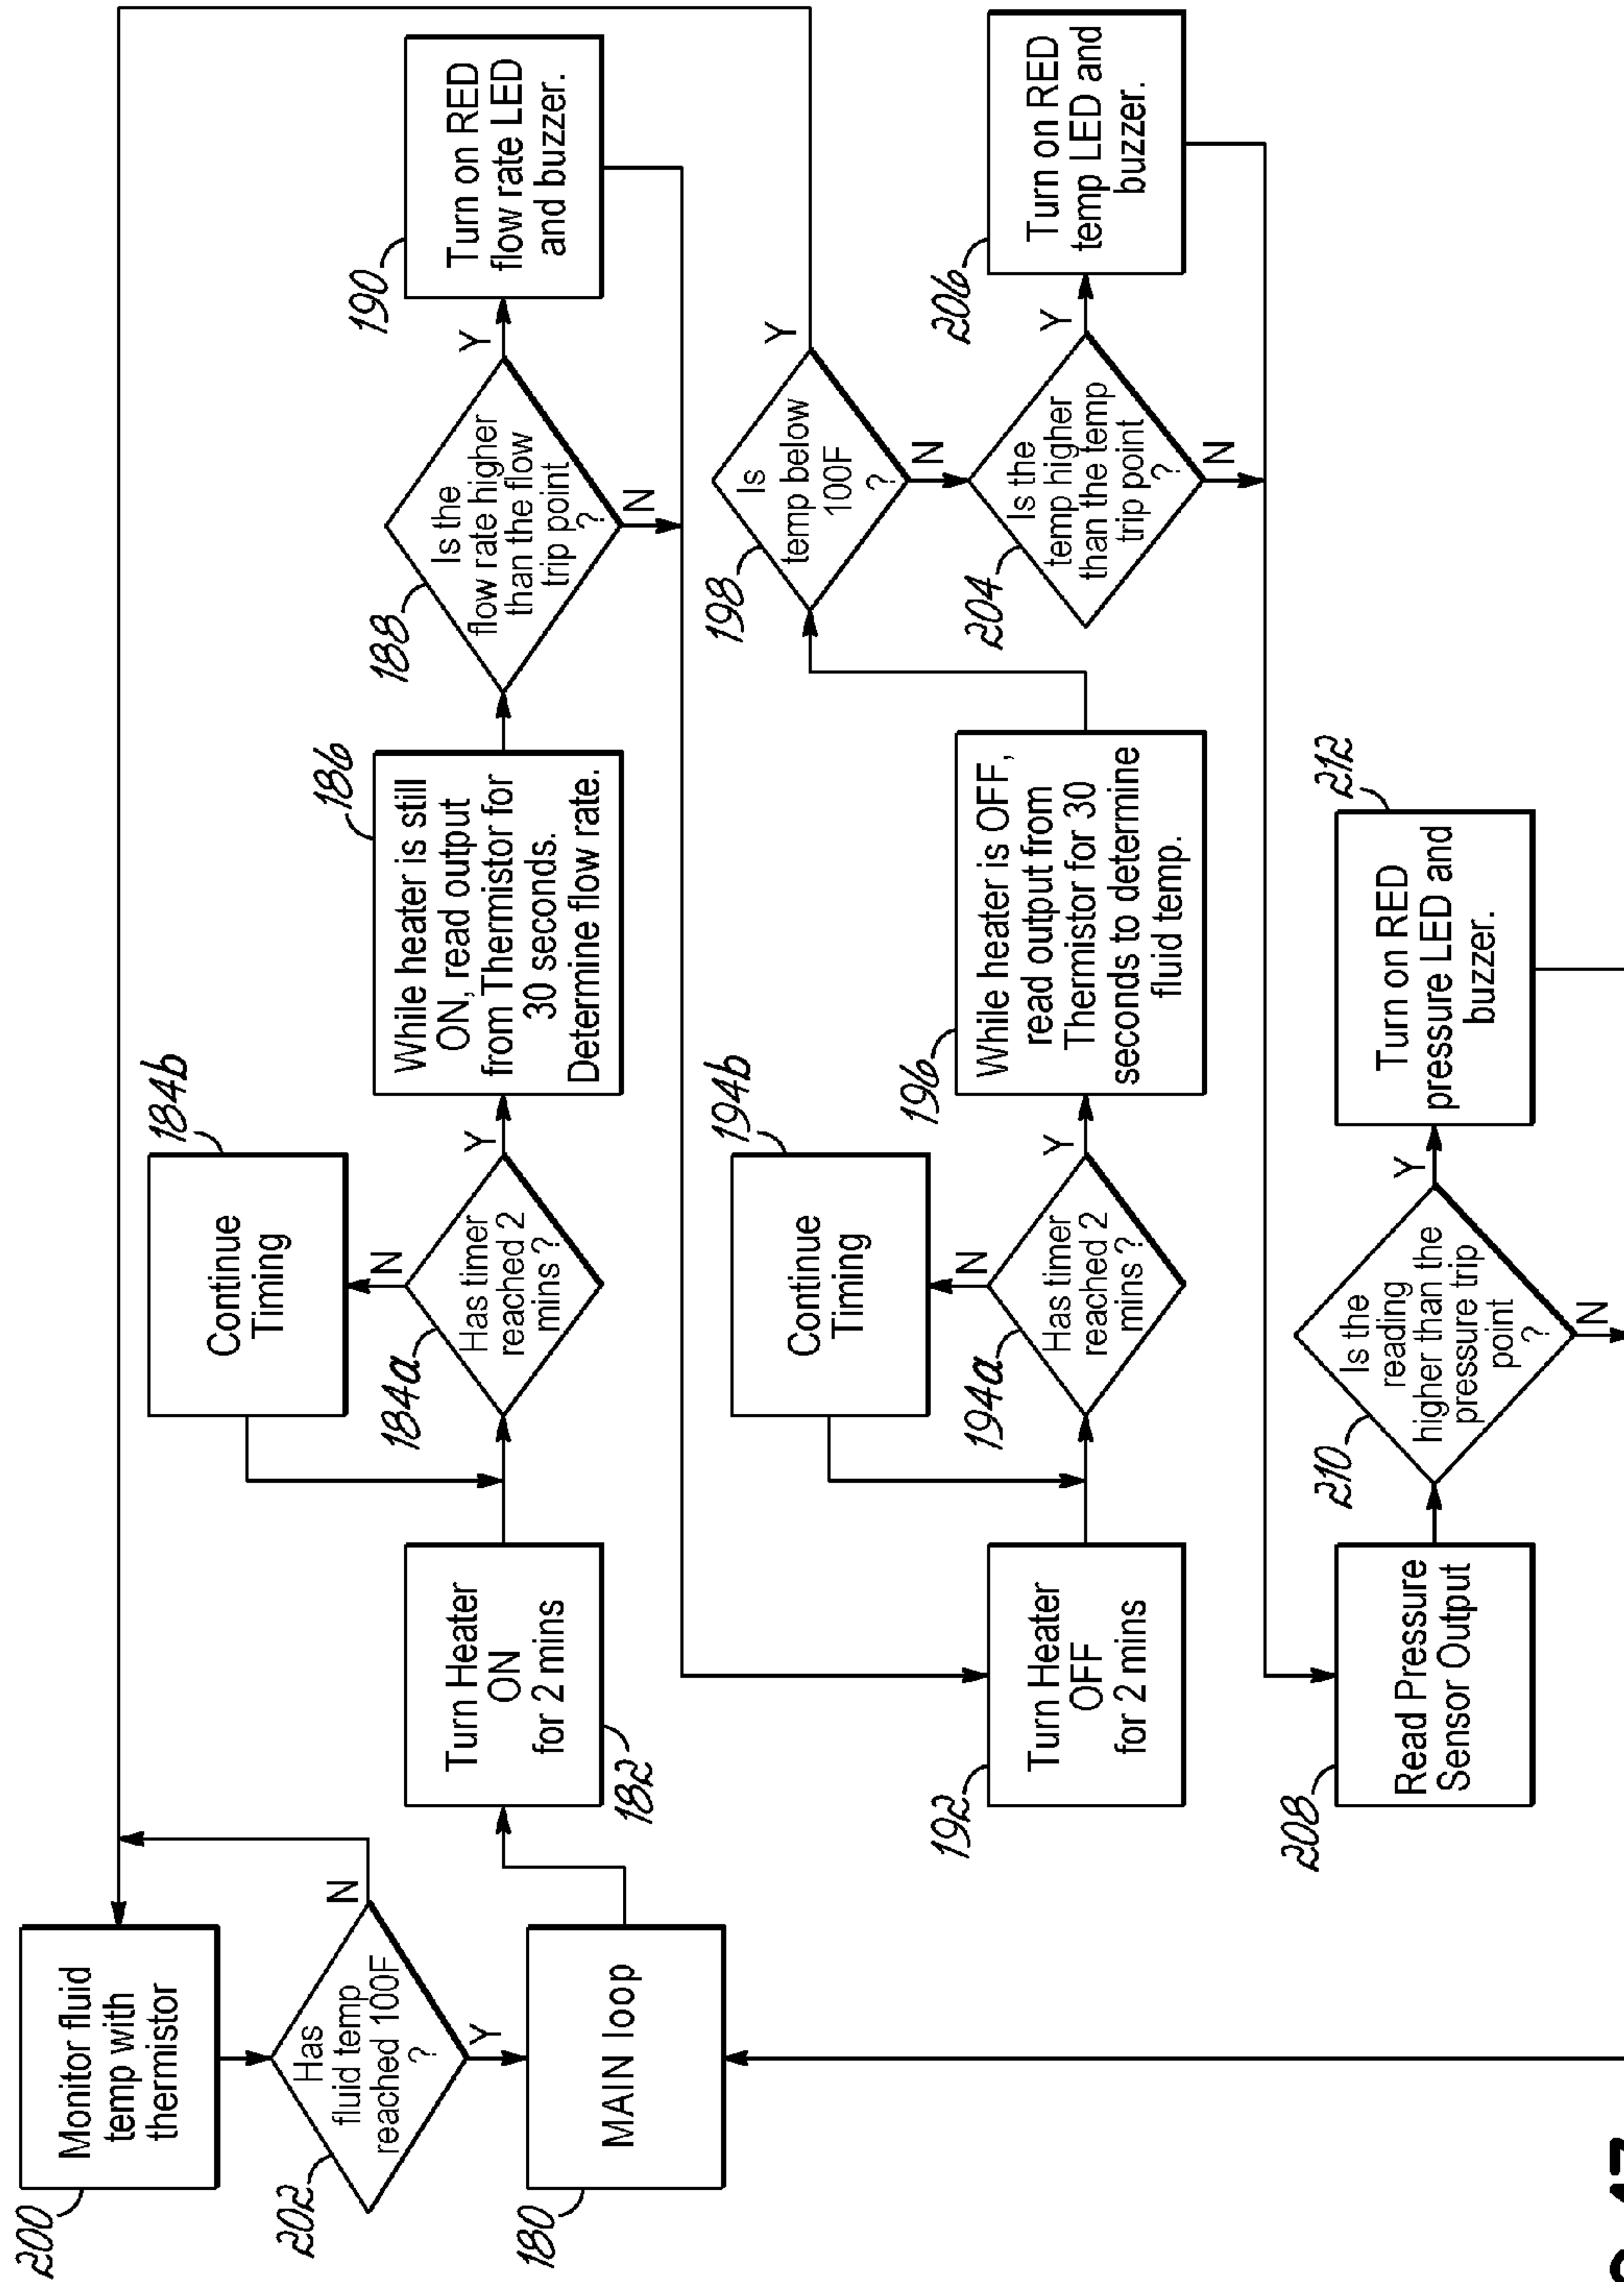 200
Monitor fluid
temp with
thermistor
202
Has
fluid temp
reached 100F
?
N
Y
180
MAIN loop
182
Turn Heater
ON
for 2 mins
184a
Has timer
reached 2
mins ?
N
Y
184b
Continue
Timing
186
While heater is still
ON, read output
from Thermistor for
30 seconds.
Determine flow rate.
188
Is the
flow rate higher
than the flow
trip point
?
Y
N
190
Turn on RED
flow rate LED
and buzzer.
192
Turn Heater
OFF
for 2 mins
194a
Has timer
reached 2
mins ?
N
Y
194b
Continue
Timing
196
While heater is OFF,
read output from
Thermistor for 30
seconds to determine
fluid temp.
198
Is
temp below
100F
?
Y
N
204
Is the
temp higher
than the temp
trip point
?
Y
N
206
Turn on RED
temp LED and
buzzer.
208
Read Pressure
Sensor Output
210
Is the
reading
higher than the
pressure trip
point
?
Y
N
212
Turn on RED
pressure LED and
buzzer.